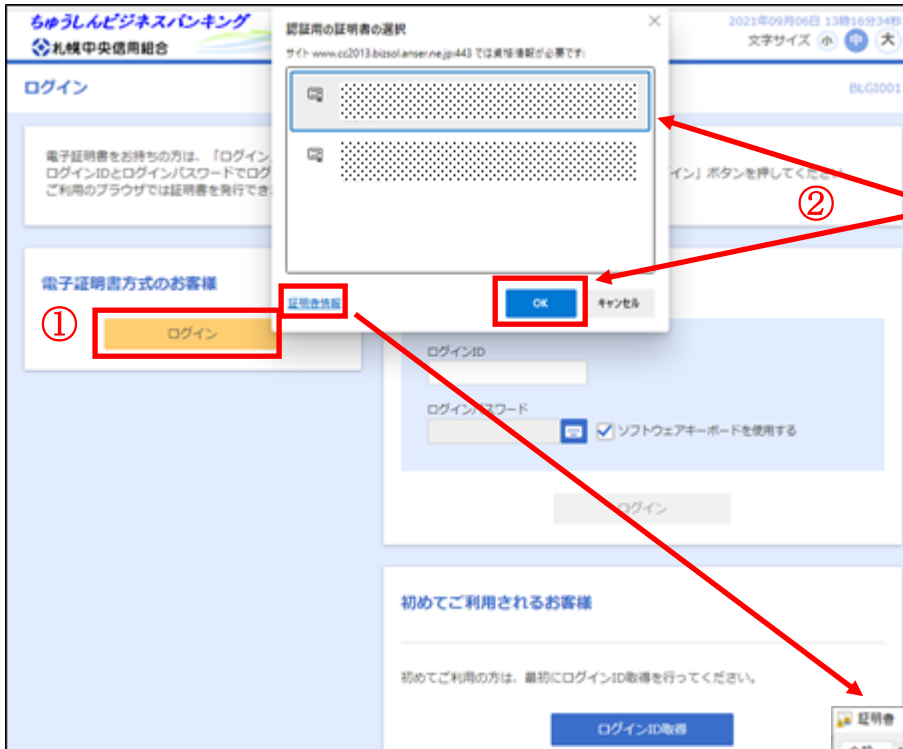 ちゅうしんビジネスバンキング
札幌中央信用組合
2021年09月06日 13時16分34秒
文字サイズ 小 中 大
ログイン
BLGI001
認証用の証明書の選択
サイト www.cc2013.bizsol.anser.ne.jp:443 では資格情報が必要です:
証明書情報
OK
キャンセル
電子証明書をお持ちの方は、「ログイン
ログインIDとログインパスワードでログ
イン」ボタンを押してください。
ご利用のブラウザでは証明書を発行でき
②
電子証明書方式のお客様
①
ログイン
ログインID
ログインパスワード
ソフトウェアキーボードを使用する
ログイン
初めてご利用されるお客様
初めてご利用の方は、最初にログインID取得を行ってください。
ログインID取得
証明書